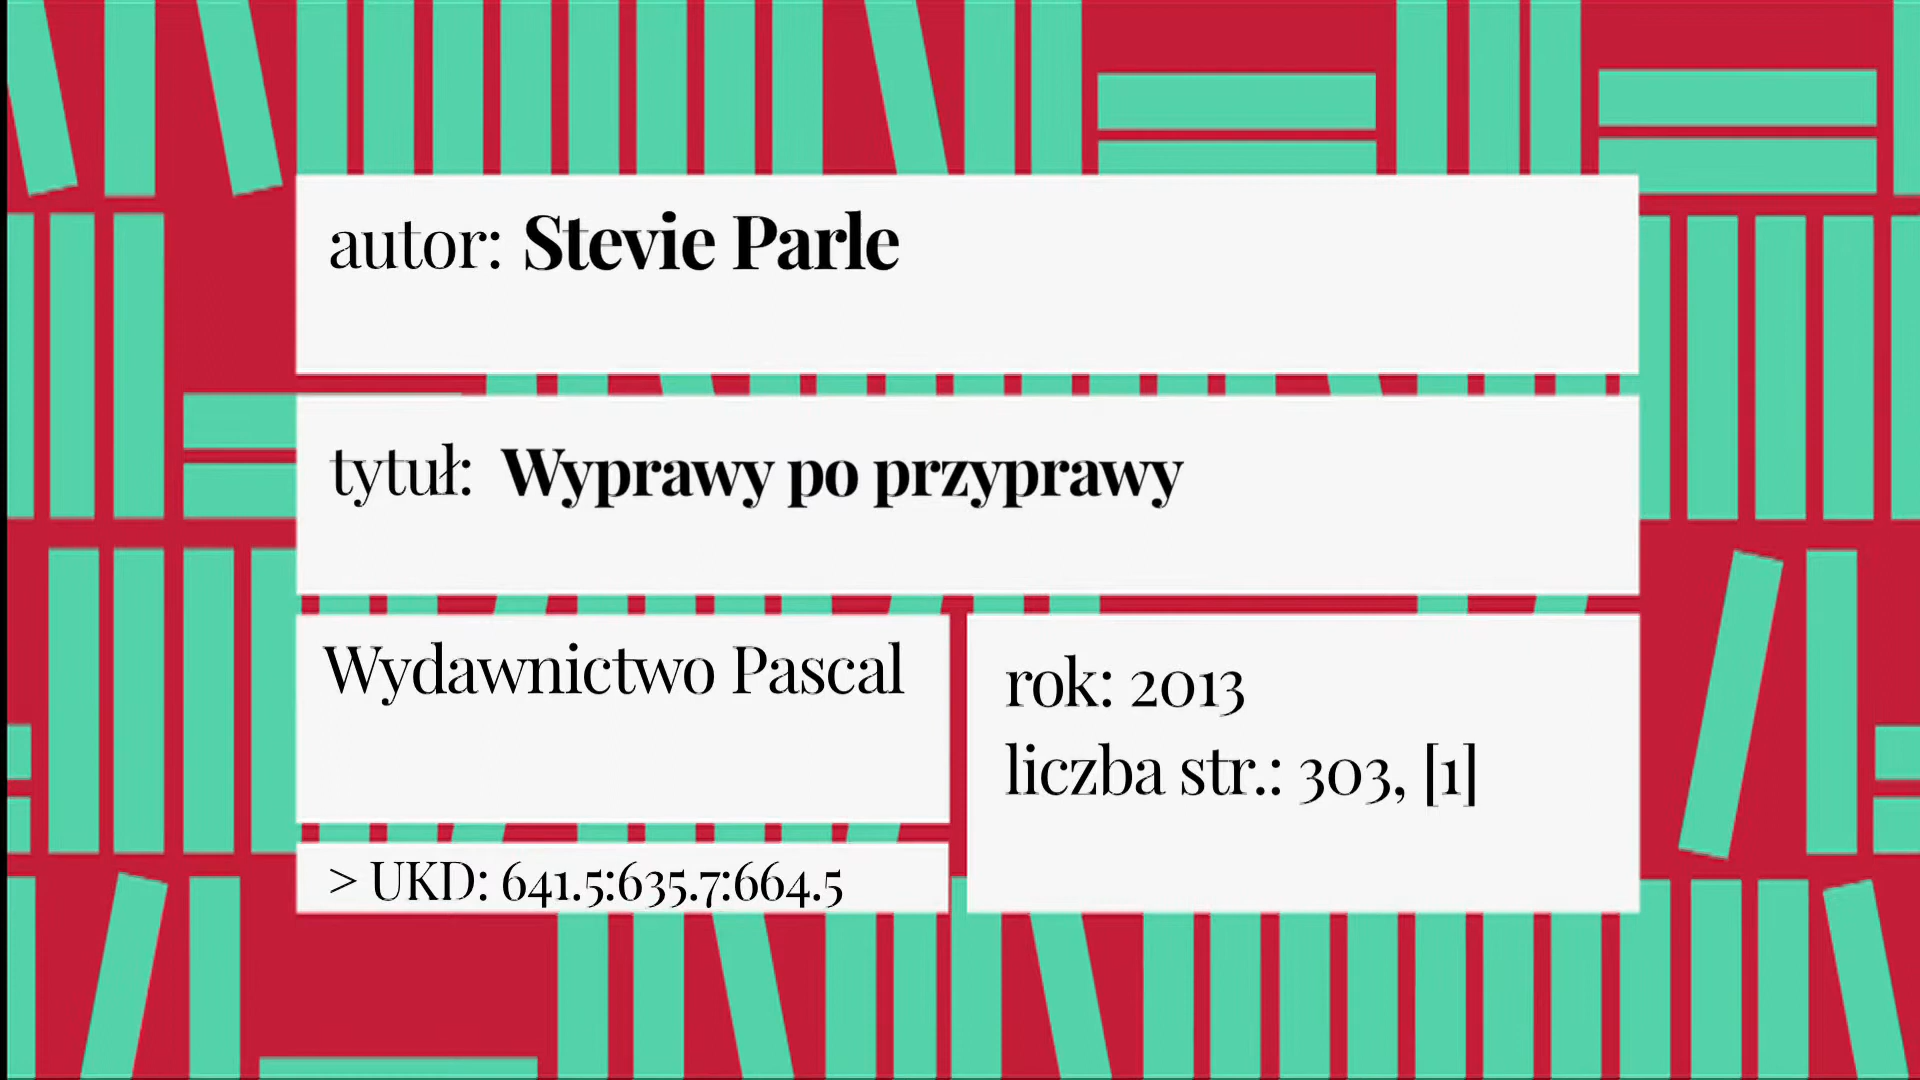 autor: Stevie Parle
tytuł: Wyprawy po przyprawy
Wydawnictwo Pascal
rok: 2013
liczba str.: 303, [1]
> UKD: 641.5:635.7:664.5